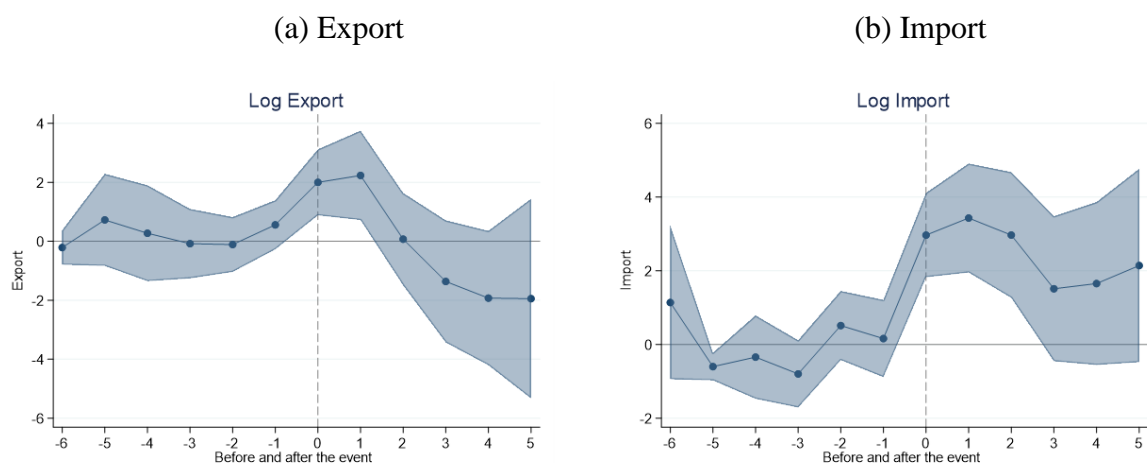 (a) Export
(b) Import
Log Export
4
2
0
-2
-4
-6
Export
-6 -5 -4 -3 -2 -1 0 1 2 3 4 5
Before and after the event
Log Import
6
4
2
0
-2
Import
-6 -5 -4 -3 -2 -1 0 1 2 3 4 5
Before and after the event